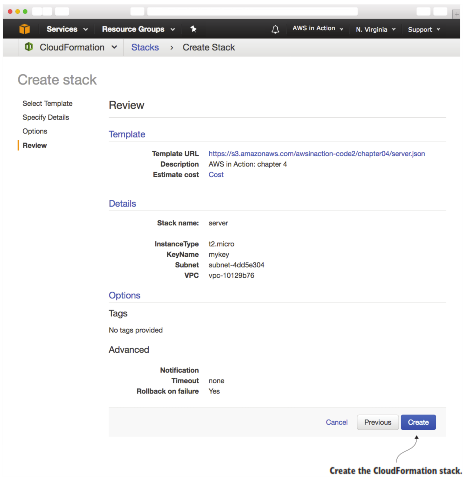 Services Resource Groups AWS in Action N. Virginia Support
CloudFormation Stacks > Create Stack
Create stack
Select Template
Specify Details
Options
Review
Review
Template
Template URL https://s3.amazonaws.com/awsinaction-code2/chapter04/server.json
Description AWS in Action: chapter 4
Estimate cost Cost
Details
Stack name: server
InstanceType t2.micro
KeyName mykey
Subnet subnet-4dd5e304
VPC vpc-10129b76
Options
Tags
No tags provided
Advanced
Notification
Timeout none
Rollback on failure Yes
Cancel Previous Create
Create the CloudFormation stack.